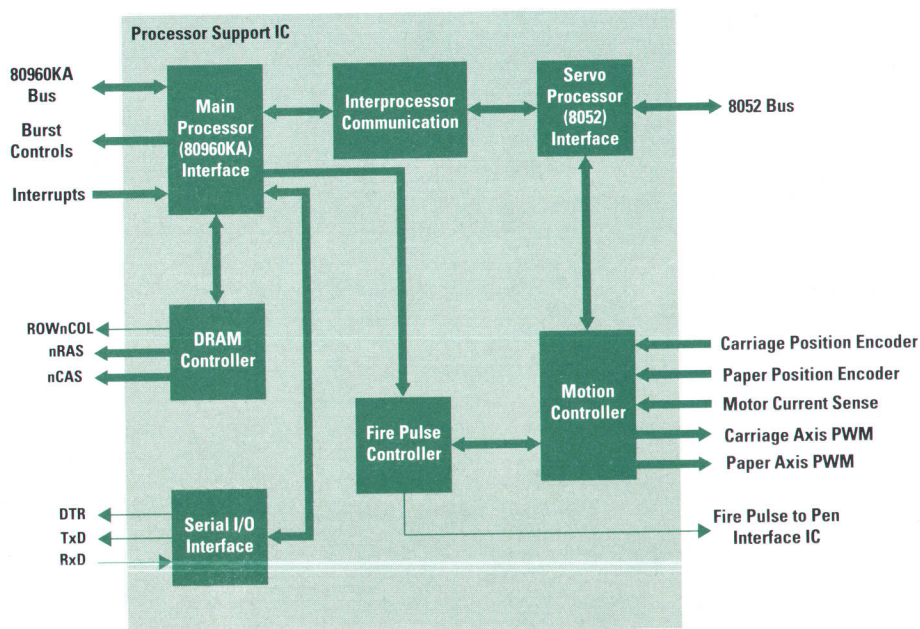 Processor Support IC
80960KA
Bus
Burst
Controls
Interrupts
Main
Processor
(80960KA)
Interface
Interprocessor
Communication
Servo
Processor
(8052)
Interface
8052 Bus
ROWnCOL
nRAS
nCAS
DRAM
Controller
Fire Pulse
Controller
Motion
Controller
Carriage Position Encoder
Paper Position Encoder
Motor Current Sense
Carriage Axis PWM
Paper Axis PWM
DTR
TxD
RxD
Serial I/O
Interface
Fire Pulse to Pen
Interface IC